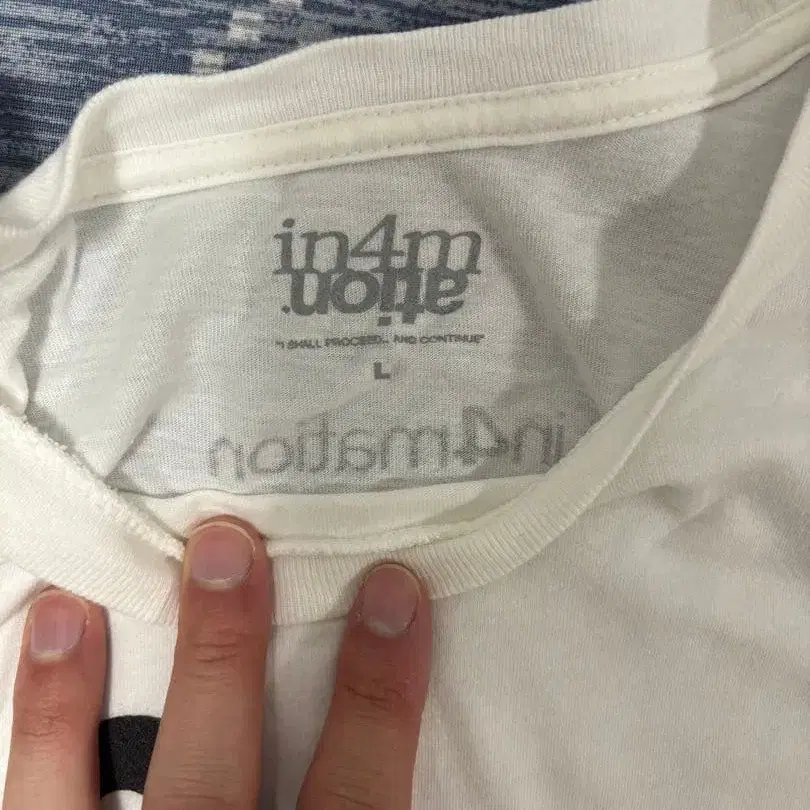 in4m
ation.
"I SHALL PROCEED... AND CONTINUE"
L
in4mation